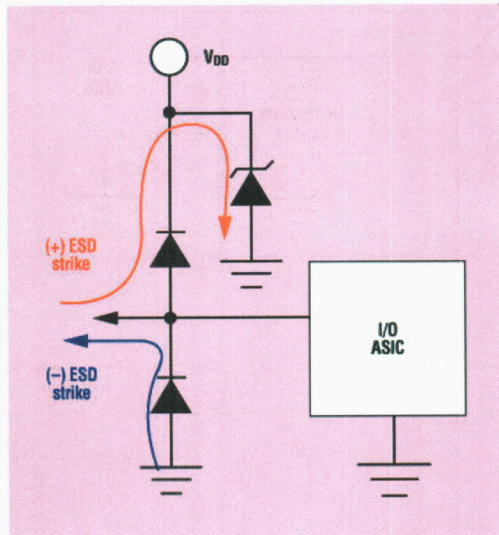 VDD
(+) ESD
strike
(–) ESD
strike
I/O
ASIC